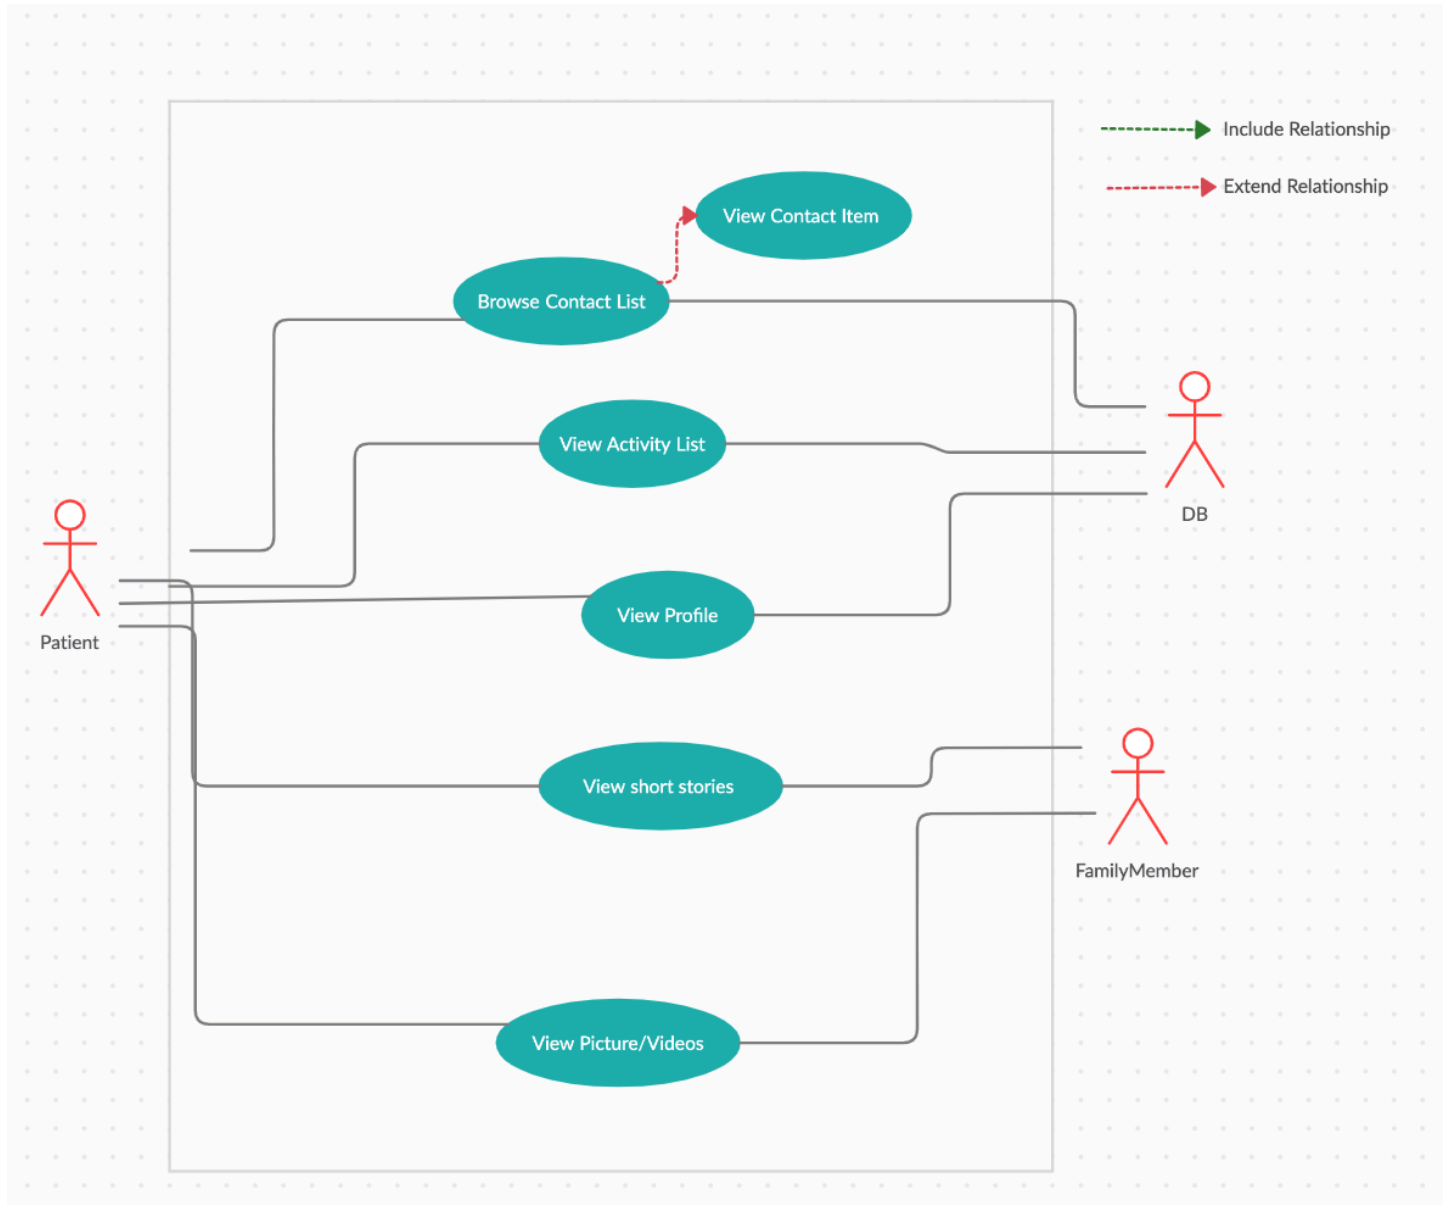 Include Relationship
Extend Relationship
View Contact Item
Browse Contact List
View Activity List
DB
View Profile
Patient
View short stories
FamilyMember
View Picture/Videos